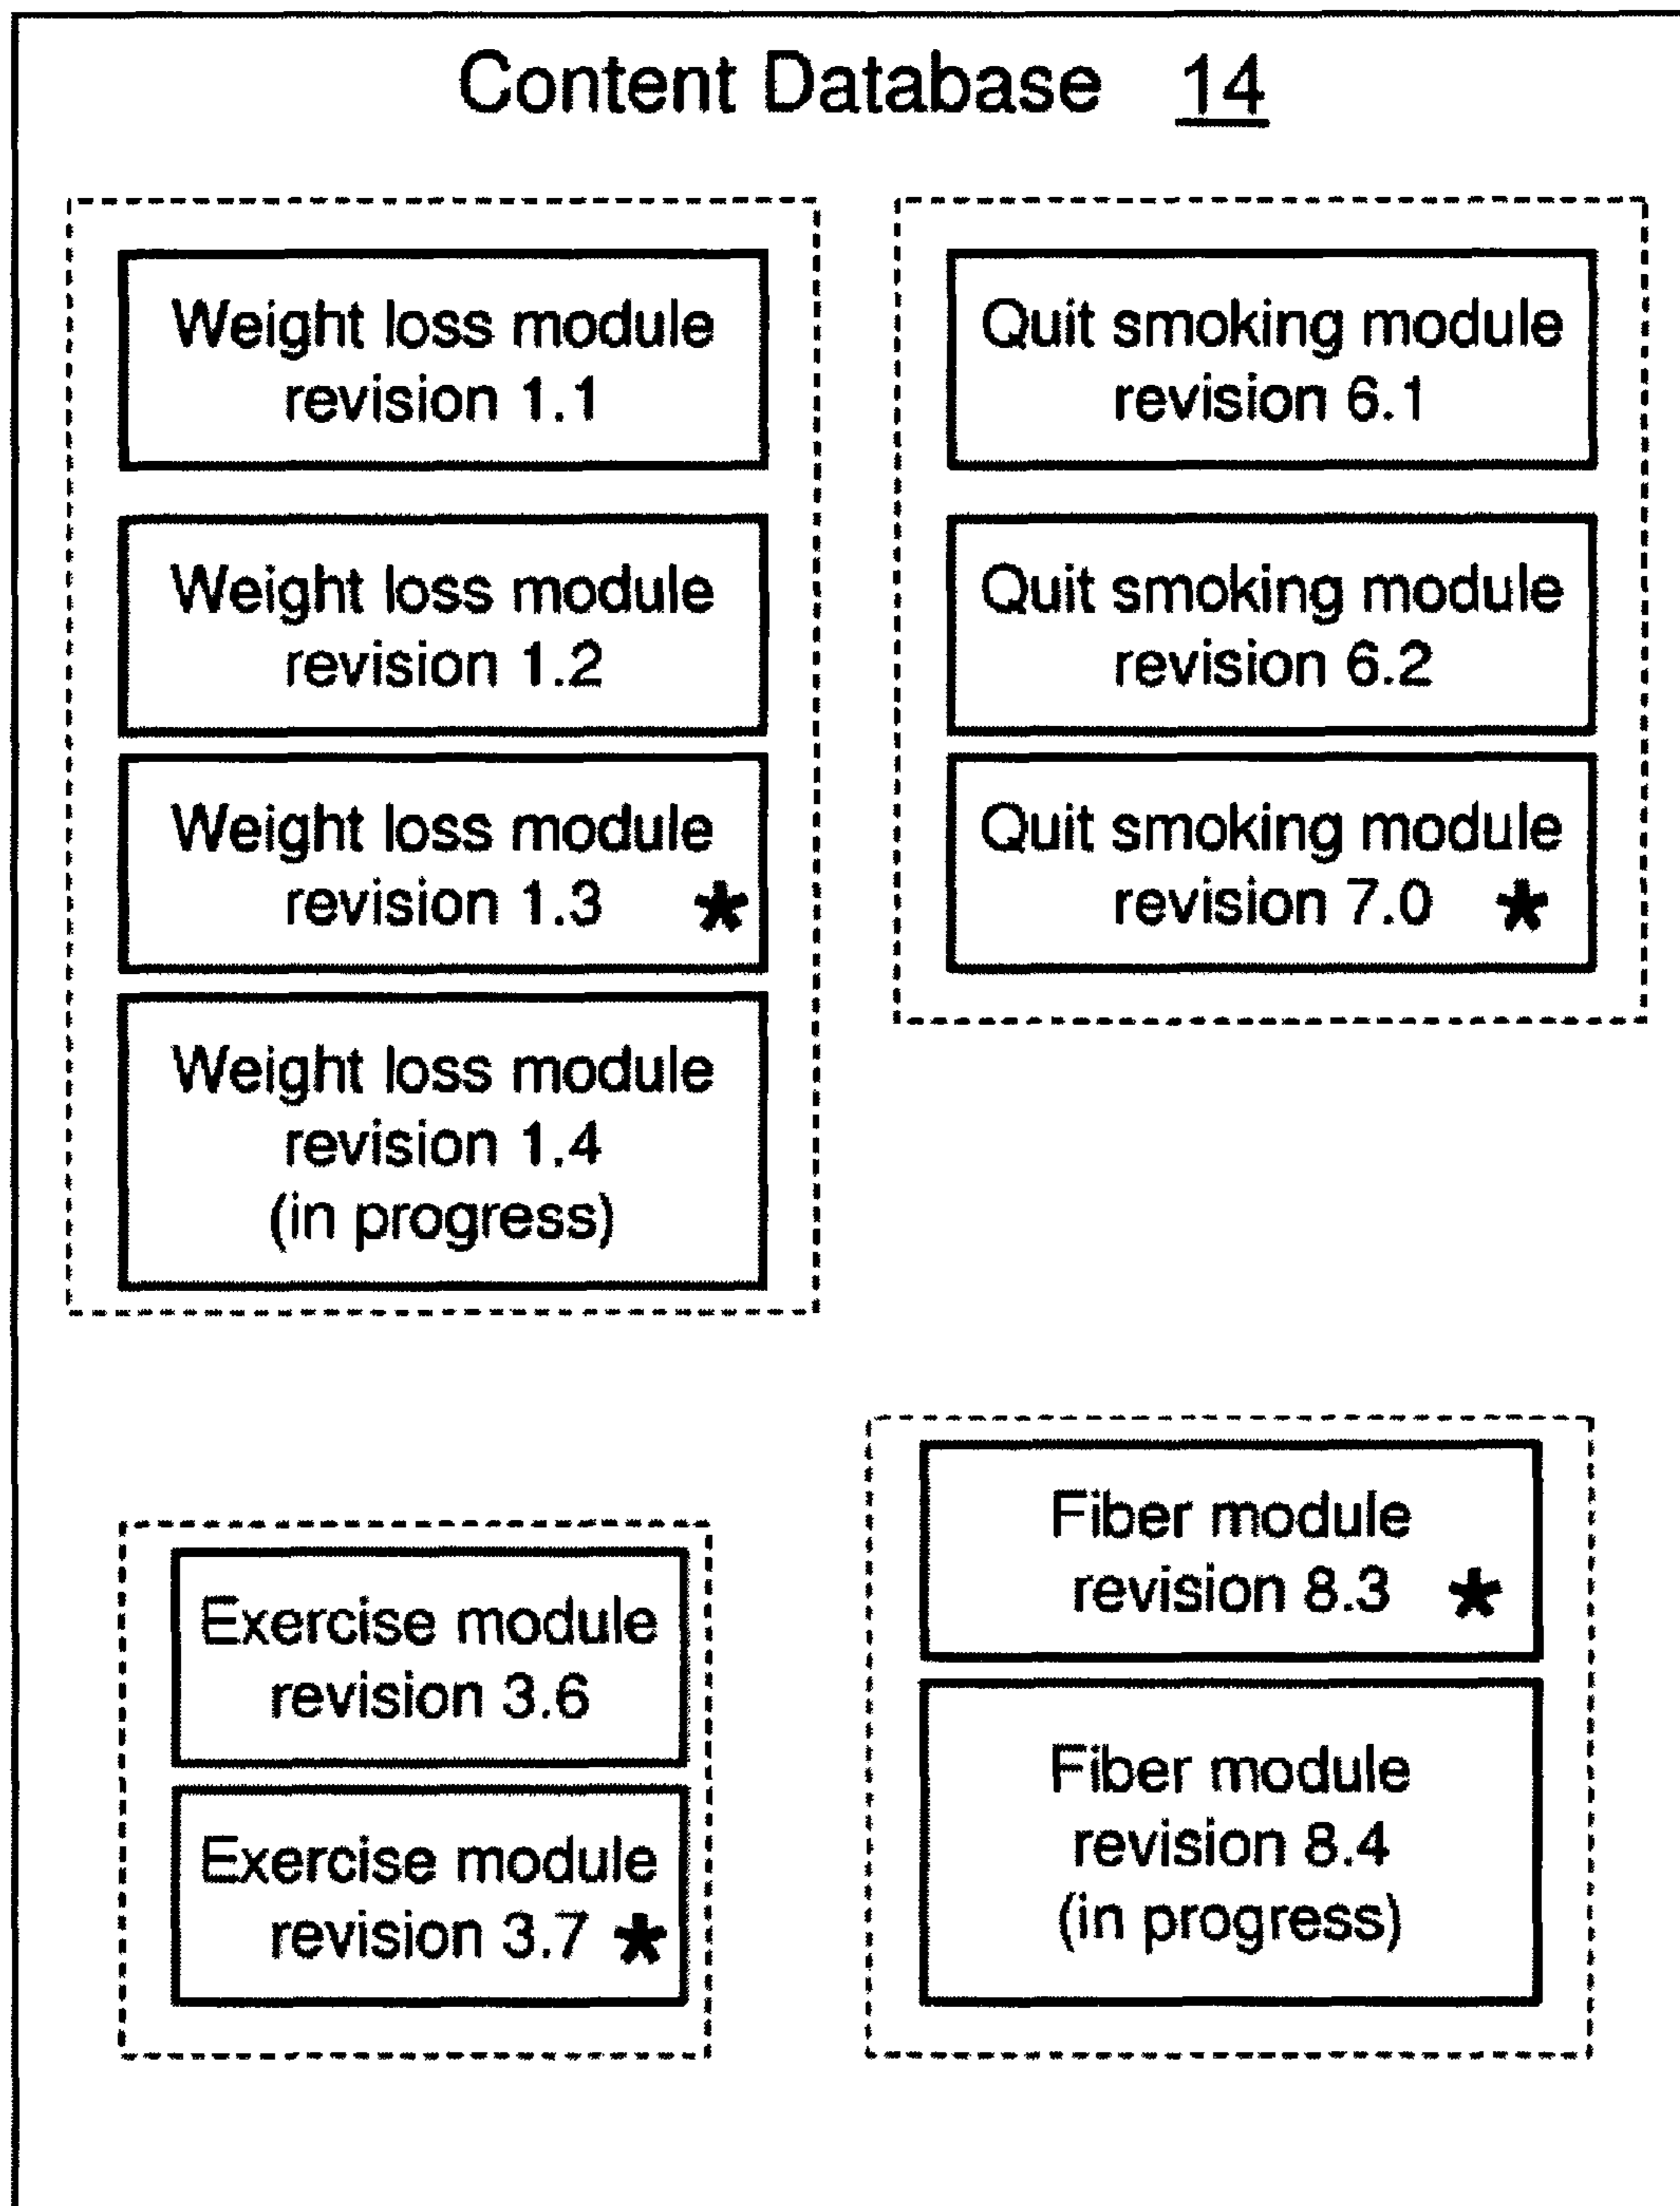 Content Database 14
Weight loss module
revision 1.1
Weight loss module
revision 1.2
Weight loss module
revision 1.3 *
Weight loss module
revision 1.4
(in progress)
Quit smoking module
revision 6.1
Quit smoking module
revision 6.2
Quit smoking module
revision 7.0 *
Exercise module
revision 3.6
Exercise module
revision 3.7 *
Fiber module
revision 8.3 *
Fiber module
revision 8.4
(in progress)